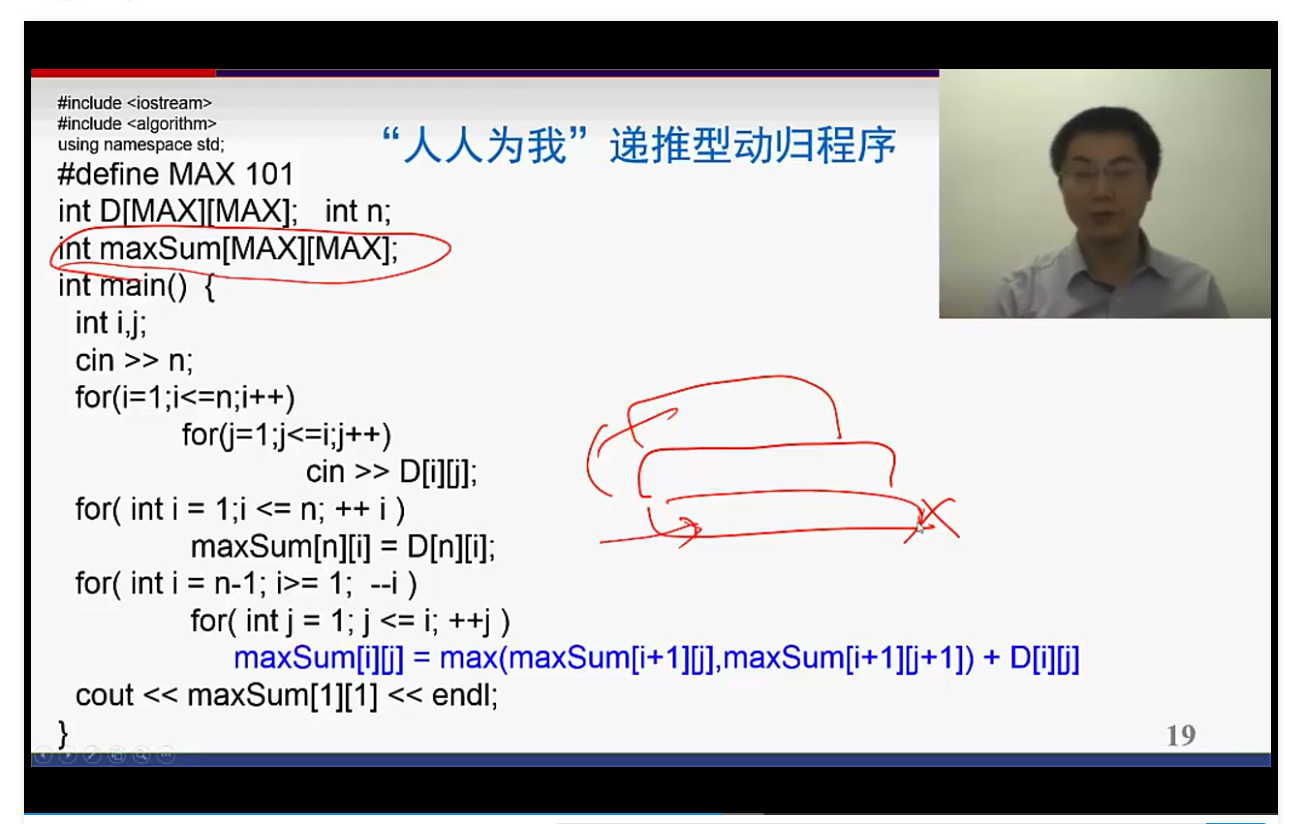 #include <iostream>
#include <algorithm>
using namespace std;
“人人为我”递推型动归程序
#define MAX 101
int D[MAX][MAX]; int n;
int maxSum[MAX][MAX];
int main() {
int i,j;
cin >> n;
for(i=1;i<=n;i++)
for(j=1;j<=i;j++)
cin >> D[i][j];
for( int i = 1;i <= n; ++ i )
maxSum[n][i] = D[n][i];
for( int i = n-1; i>= 1; --i )
for( int j = 1; j <= i; ++j )
maxSum[i][j] = max(maxSum[i+1][j],maxSum[i+1][j+1]) + D[i][j]
cout << maxSum[1][1] << endl;
}
19